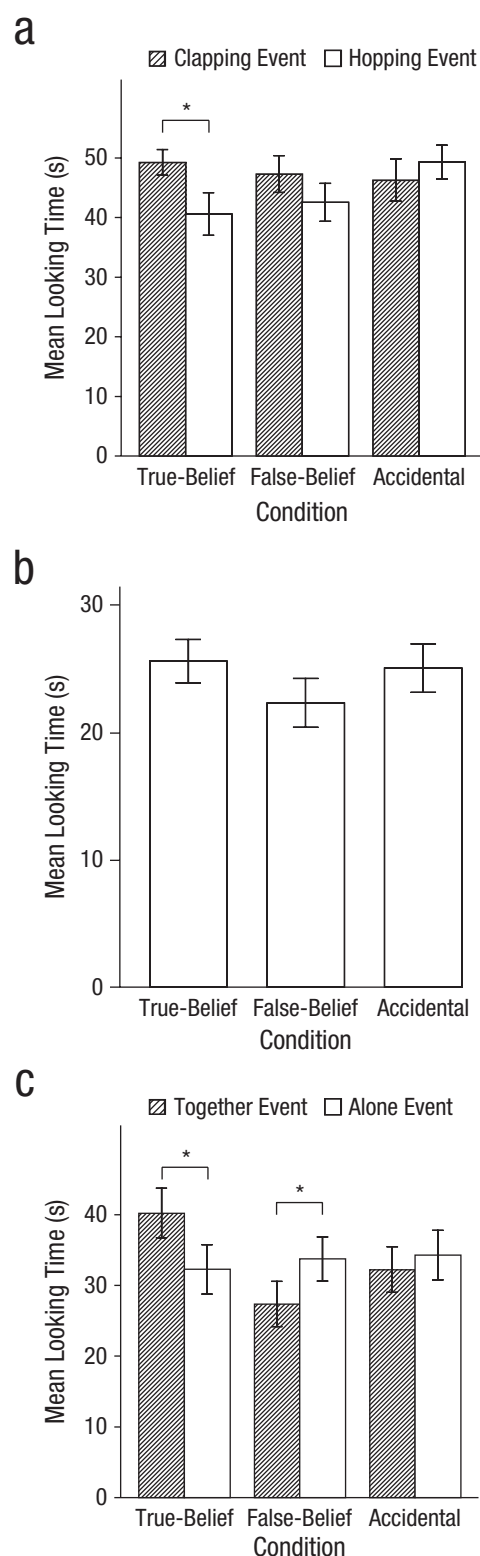 a
Clapping Event Hopping Event
*
Mean Looking Time (s)
50
40
30
20
10
0
True-Belief False-Belief Accidental
Condition
b
Mean Looking Time (s)
30
20
10
0
True-Belief False-Belief Accidental
Condition
c
Together Event Alone Event
*
*
Mean Looking Time (s)
40
30
20
10
0
True-Belief False-Belief Accidental
Condition